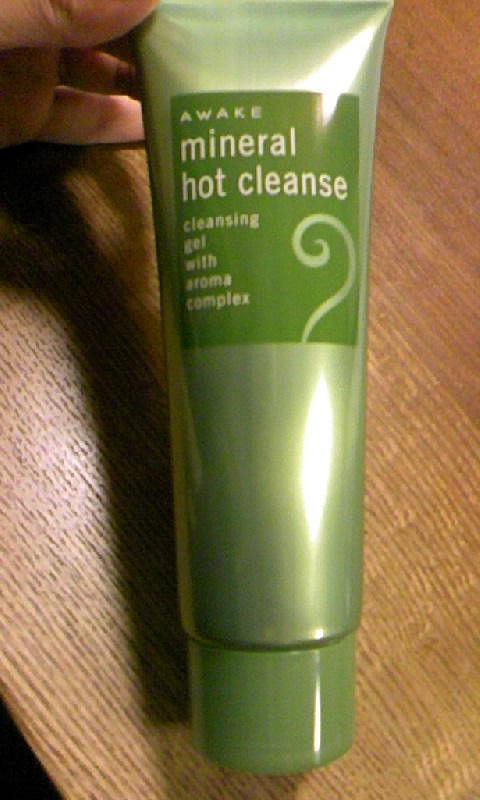 AWAKE
mineral
hot cleanse
cleansing
gel
with
aroma
complex